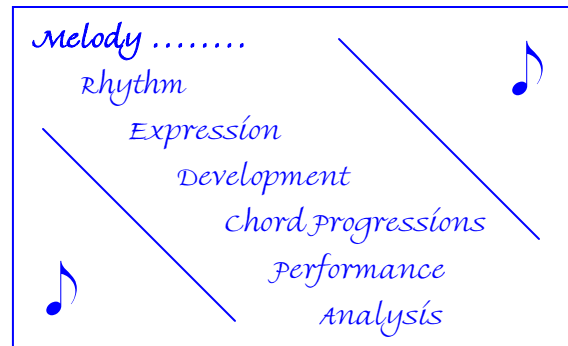 Melody ........
Rhythm
Expression
Development
Chord Progressions
Performance
Analysis